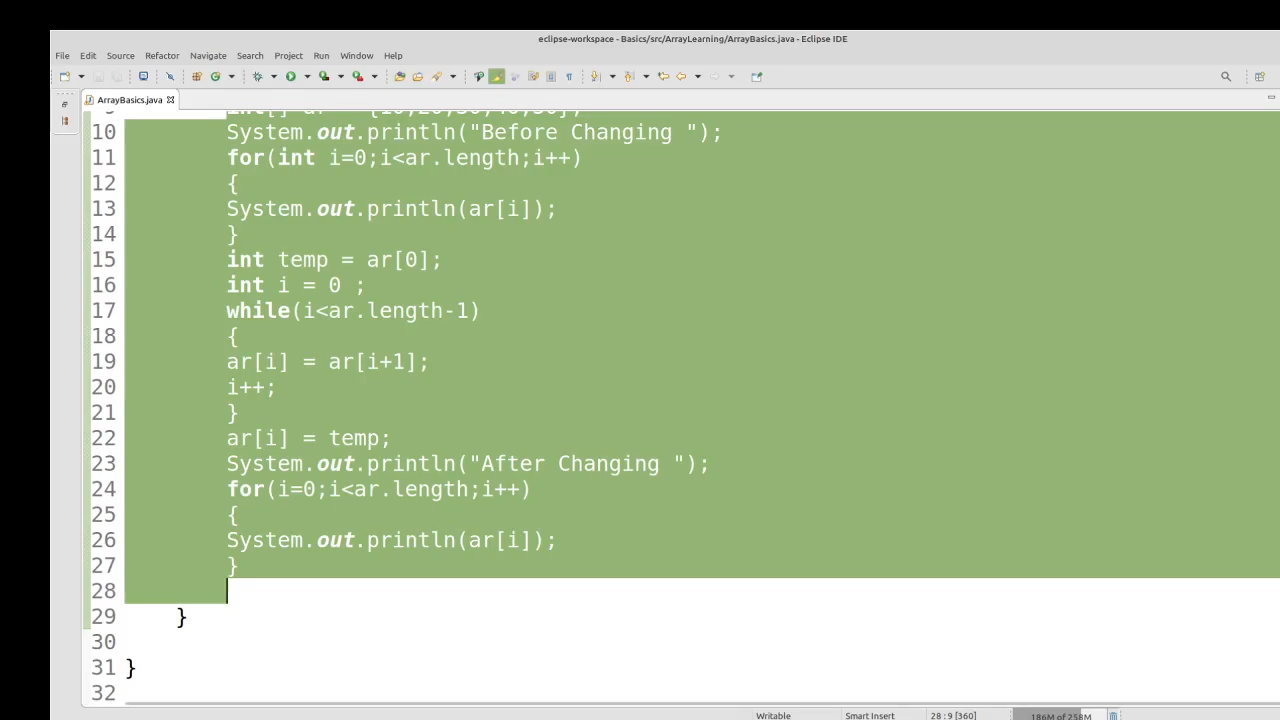 eclipse-workspace - Basics/src/ArrayLearning/ArrayBasics.java - Eclipse IDE
File Edit Source Refactor Navigate Search Project Run Window Help
ArrayBasics.java
10 System.out.println("Before Changing ");
11 for(int i=0;i<ar.length;i++)
12 {
13 System.out.println(ar[i]);
14 }
15 int temp = ar[0];
16 int i = 0 ;
17 while(i<ar.length-1)
18 {
19 ar[i] = ar[i+1];
20 i++;
21 }
22 ar[i] = temp;
23 System.out.println("After Changing ");
24 for(i=0;i<ar.length;i++)
25 {
26 System.out.println(ar[i]);
27 }
28
29 }
30
31 }
32
Writable Smart Insert 28 : 9 [360] 186M of 258M